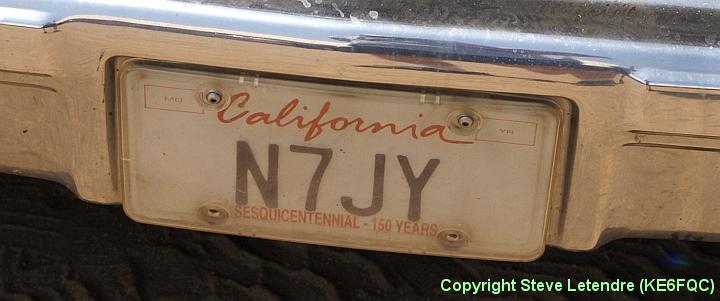 MO California YR
N7JY
SESQUICENTENNIAL - 150 YEARS
Copyright Steve Letendre (KE6FQC)